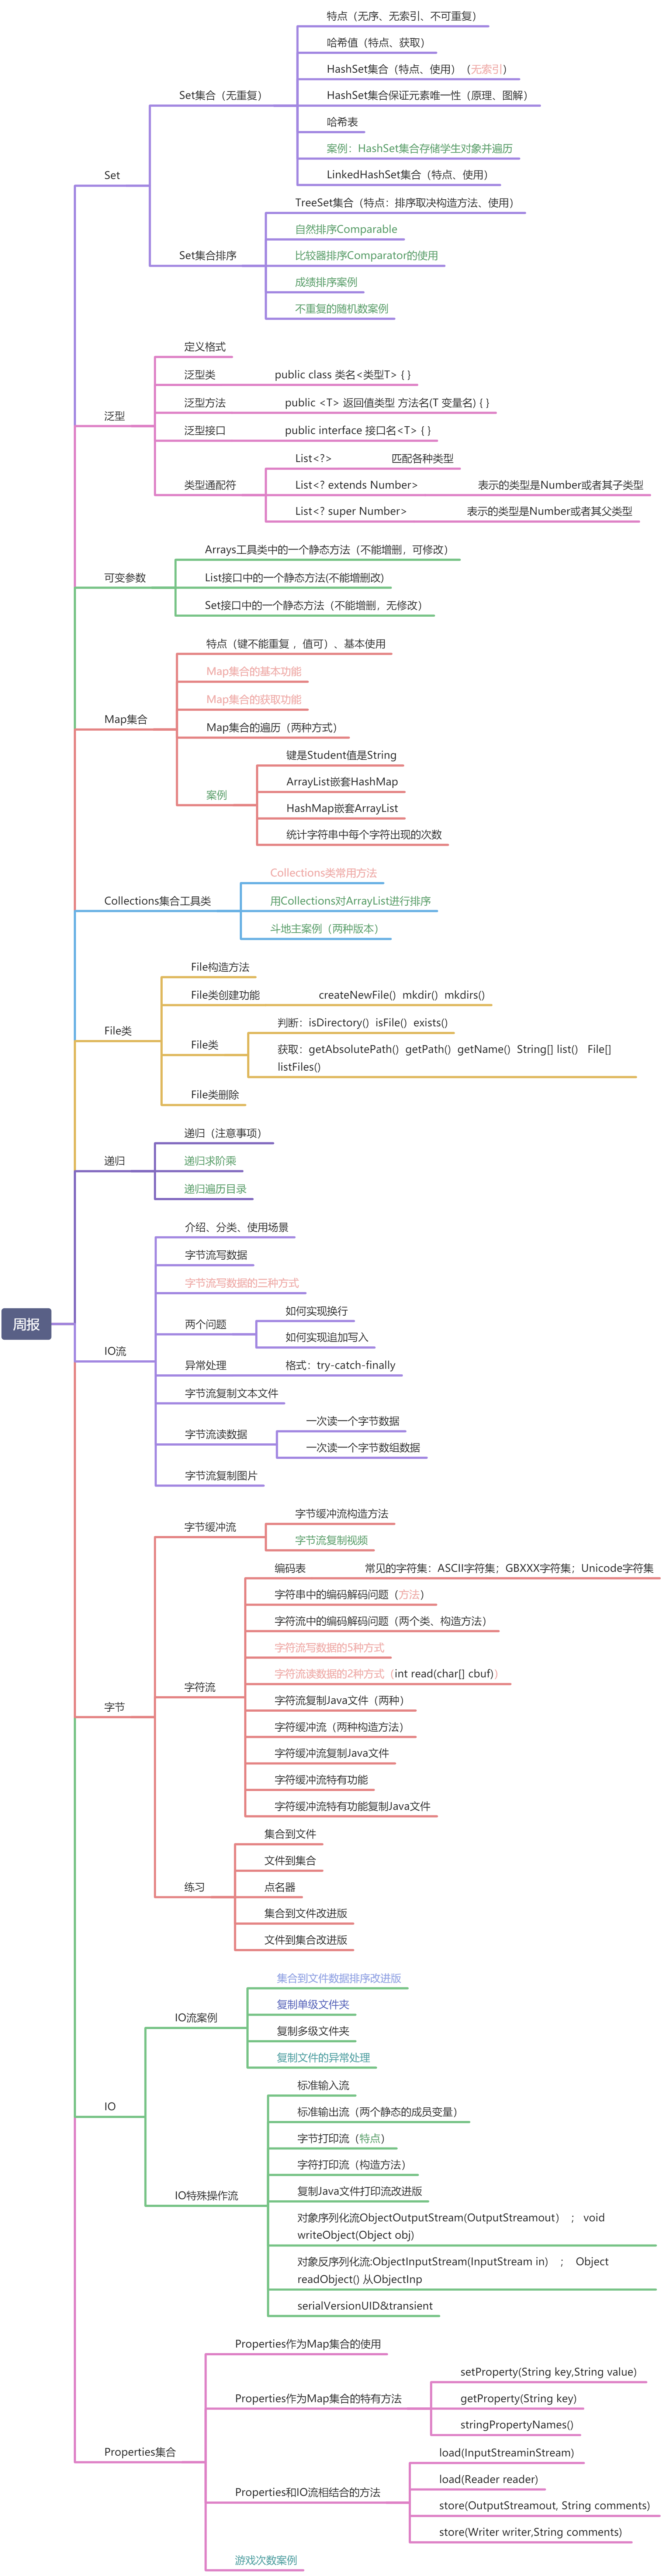 周报
Set
Set集合（无重复）
特点（无序、无索引、不可重复）
哈希值（特点、获取）
HashSet集合（特点、使用）（无索引）
HashSet集合保证元素唯一性（原理、图解）
哈希表
案例：HashSet集合存储学生对象并遍历
LinkedHashSet集合（特点、使用）
Set集合排序
TreeSet集合（特点：排序取决构造方法、使用）
自然排序Comparable
比较器排序Comparator的使用
成绩排序案例
不重复的随机数案例
泛型
定义格式
泛型类
public class 类名<类型T> { }
泛型方法
public <T> 返回值类型 方法名(T 变量名) { }
泛型接口
public interface 接口名<T> { }
类型通配符
List<?>
匹配各种类型
List<? extends Number>
表示的类型是Number或者其子类型
List<? super Number>
表示的类型是Number或者其父类型
可变参数
Arrays工具类中的一个静态方法（不能增删，可修改）
List接口中的一个静态方法(不能增删改)
Set接口中的一个静态方法（不能增删，无修改）
Map集合
特点（键不能重复 ，值可）、基本使用
Map集合的基本功能
Map集合的获取功能
Map集合的遍历（两种方式）
案例
键是Student值是String
ArrayList嵌套HashMap
HashMap嵌套ArrayList
统计字符串中每个字符出现的次数
Collections集合工具类
Collections类常用方法
用Collections对ArrayList进行排序
斗地主案例（两种版本）
File类
File构造方法
File类创建功能
createNewFile() mkdir() mkdirs()
File类
判断：isDirectory() isFile() exists()
获取：getAbsolutePath() getPath() getName() String[] list() File[]
listFiles()
File类删除
递归
递归（注意事项）
递归求阶乘
递归遍历目录
IO流
介绍、分类、使用场景
字节流写数据
字节流写数据的三种方式
两个问题
如何实现换行
如何实现追加写入
异常处理
格式：try-catch-finally
字节流复制文本文件
字节流读数据
一次读一个字节数据
一次读一个字节数组数据
字节流复制图片
字节
字节缓冲流
字节缓冲流构造方法
字节流复制视频
字符流
编码表
常见的字符集：ASCII字符集；GBXXX字符集；Unicode字符集
字符串中的编码解码问题（方法）
字符流中的编码解码问题（两个类、构造方法）
字符流写数据的5种方式
字符流读数据的2种方式（int read(char[] cbuf)）
字符流复制Java文件（两种）
字符缓冲流（两种构造方法）
字符缓冲流复制Java文件
字符缓冲流特有功能
字符缓冲流特有功能复制Java文件
练习
集合到文件
文件到集合
点名器
集合到文件改进版
文件到集合改进版
IO
IO流案例
集合到文件数据排序改进版
复制单级文件夹
复制多级文件夹
复制文件的异常处理
IO特殊操作流
标准输入流
标准输出流（两个静态的成员变量）
字节打印流（特点）
字符打印流（构造方法）
复制Java文件打印流改进版
对象序列化流ObjectOutputStream(OutputStreamout） ； void
writeObject(Object obj)
对象反序列化流:ObjectInputStream(InputStream in) ； Object
readObject() 从ObjectInp
serialVersionUID&transient
Properties集合
Properties作为Map集合的使用
Properties作为Map集合的特有方法
setProperty(String key,String value)
getProperty(String key)
stringPropertyNames()
Properties和IO流相结合的方法
load(InputStreaminStream)
load(Reader reader)
store(OutputStreamout, String comments)
store(Writer writer,String comments)
游戏次数案例